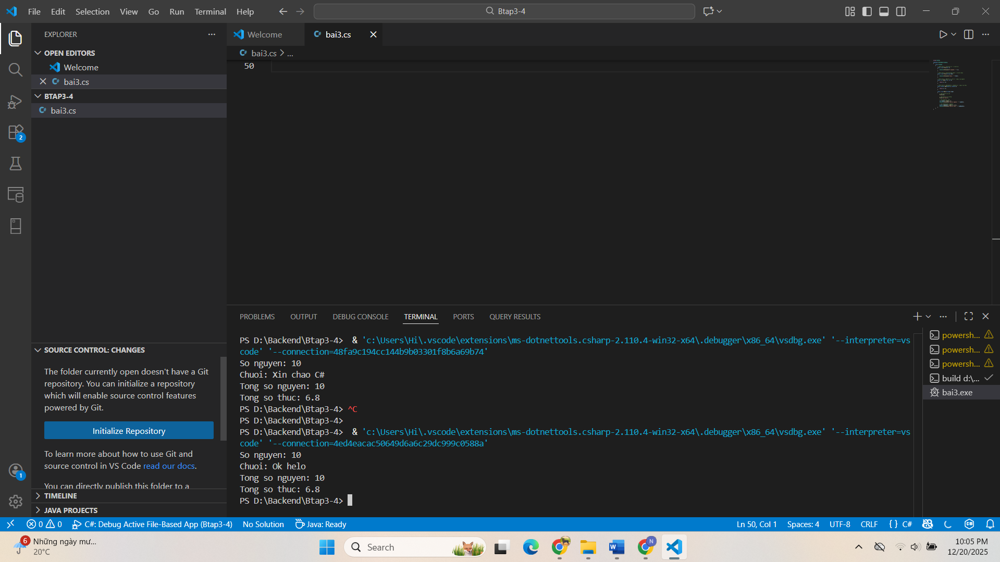 File Edit Selection View Go Run Terminal Help
Btap3-4
EXPLORER
OPEN EDITORS
Welcome
bai3.cs
BTAP3-4
bai3.cs
2
SOURCE CONTROL: CHANGES
The folder currently open doesn't have a Git
repository. You can initialize a repository
which will enable source control features
powered by Git.
Initialize Repository
To learn more about how to use Git and
source control in VS Code read our docs.
You can directly publish this folder to a
1
TIMELINE
JAVA PROJECTS
Welcome
bai3.cs
bai3.cs > ...
50
PROBLEMS OUTPUT DEBUG CONSOLE TERMINAL PORTS QUERY RESULTS
PS D:\Backend\Btap3-4>  & 'c:\Users\Hi\.vscode\extensions\ms-dotnettools.csharp-2.110.4-win32-x64\.debugger\x86_64\vsdbg.exe' '--interpreter=vs
code' '--connection=48fa9c194cc144b9b03301f8b6a69b74'
So nguyen: 10
Chuoi: Xin chao C#
Tong so nguyen: 10
Tong so thuc: 6.8
PS D:\Backend\Btap3-4> ^C
PS D:\Backend\Btap3-4>
PS D:\Backend\Btap3-4>  & 'c:\Users\Hi\.vscode\extensions\ms-dotnettools.csharp-2.110.4-win32-x64\.debugger\x86_64\vsdbg.exe' '--interpreter=vs
code' '--connection=4ed4eacac50649d6a6c29dc999c0588a'
So nguyen: 10
Chuoi: Ok helo
Tong so nguyen: 10
Tong so thuc: 6.8
PS D:\Backend\Btap3-4>
powersh...
powersh...
powersh...
build d:\...
bai3.exe
0 0 C#: Debug Active File-Based App (Btap3-4) No Solution Java: Ready
Ln 50, Col 1 Spaces: 4 UTF-8 CRLF {} C#
6
Những ngày mư...
20°C
Search
N
10:05 PM
12/20/2025